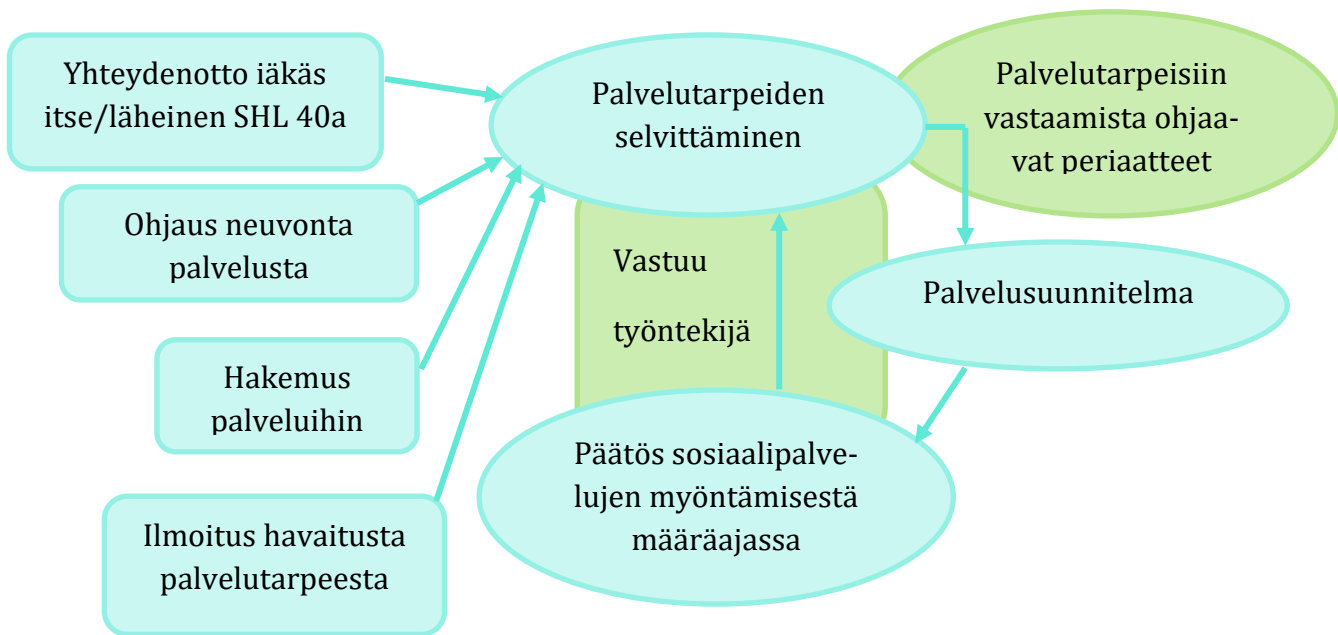 Yhteydenotto iäkäs
itse/läheinen SHL 40a
Ohjaus neuvonta
palvelusta
Hakemus
palveluihin
Ilmoitus havaitusta
palvelutarpeesta
Palvelutarpeiden
selvittäminen
Palvelutarpeisiin
vastaamista ohjaa-
vat periaatteet
Vastuu
työntekijä
Palvelusuunnitelma
Päätös sosiaalipalve-
lujen myöntämisestä
määräajassa